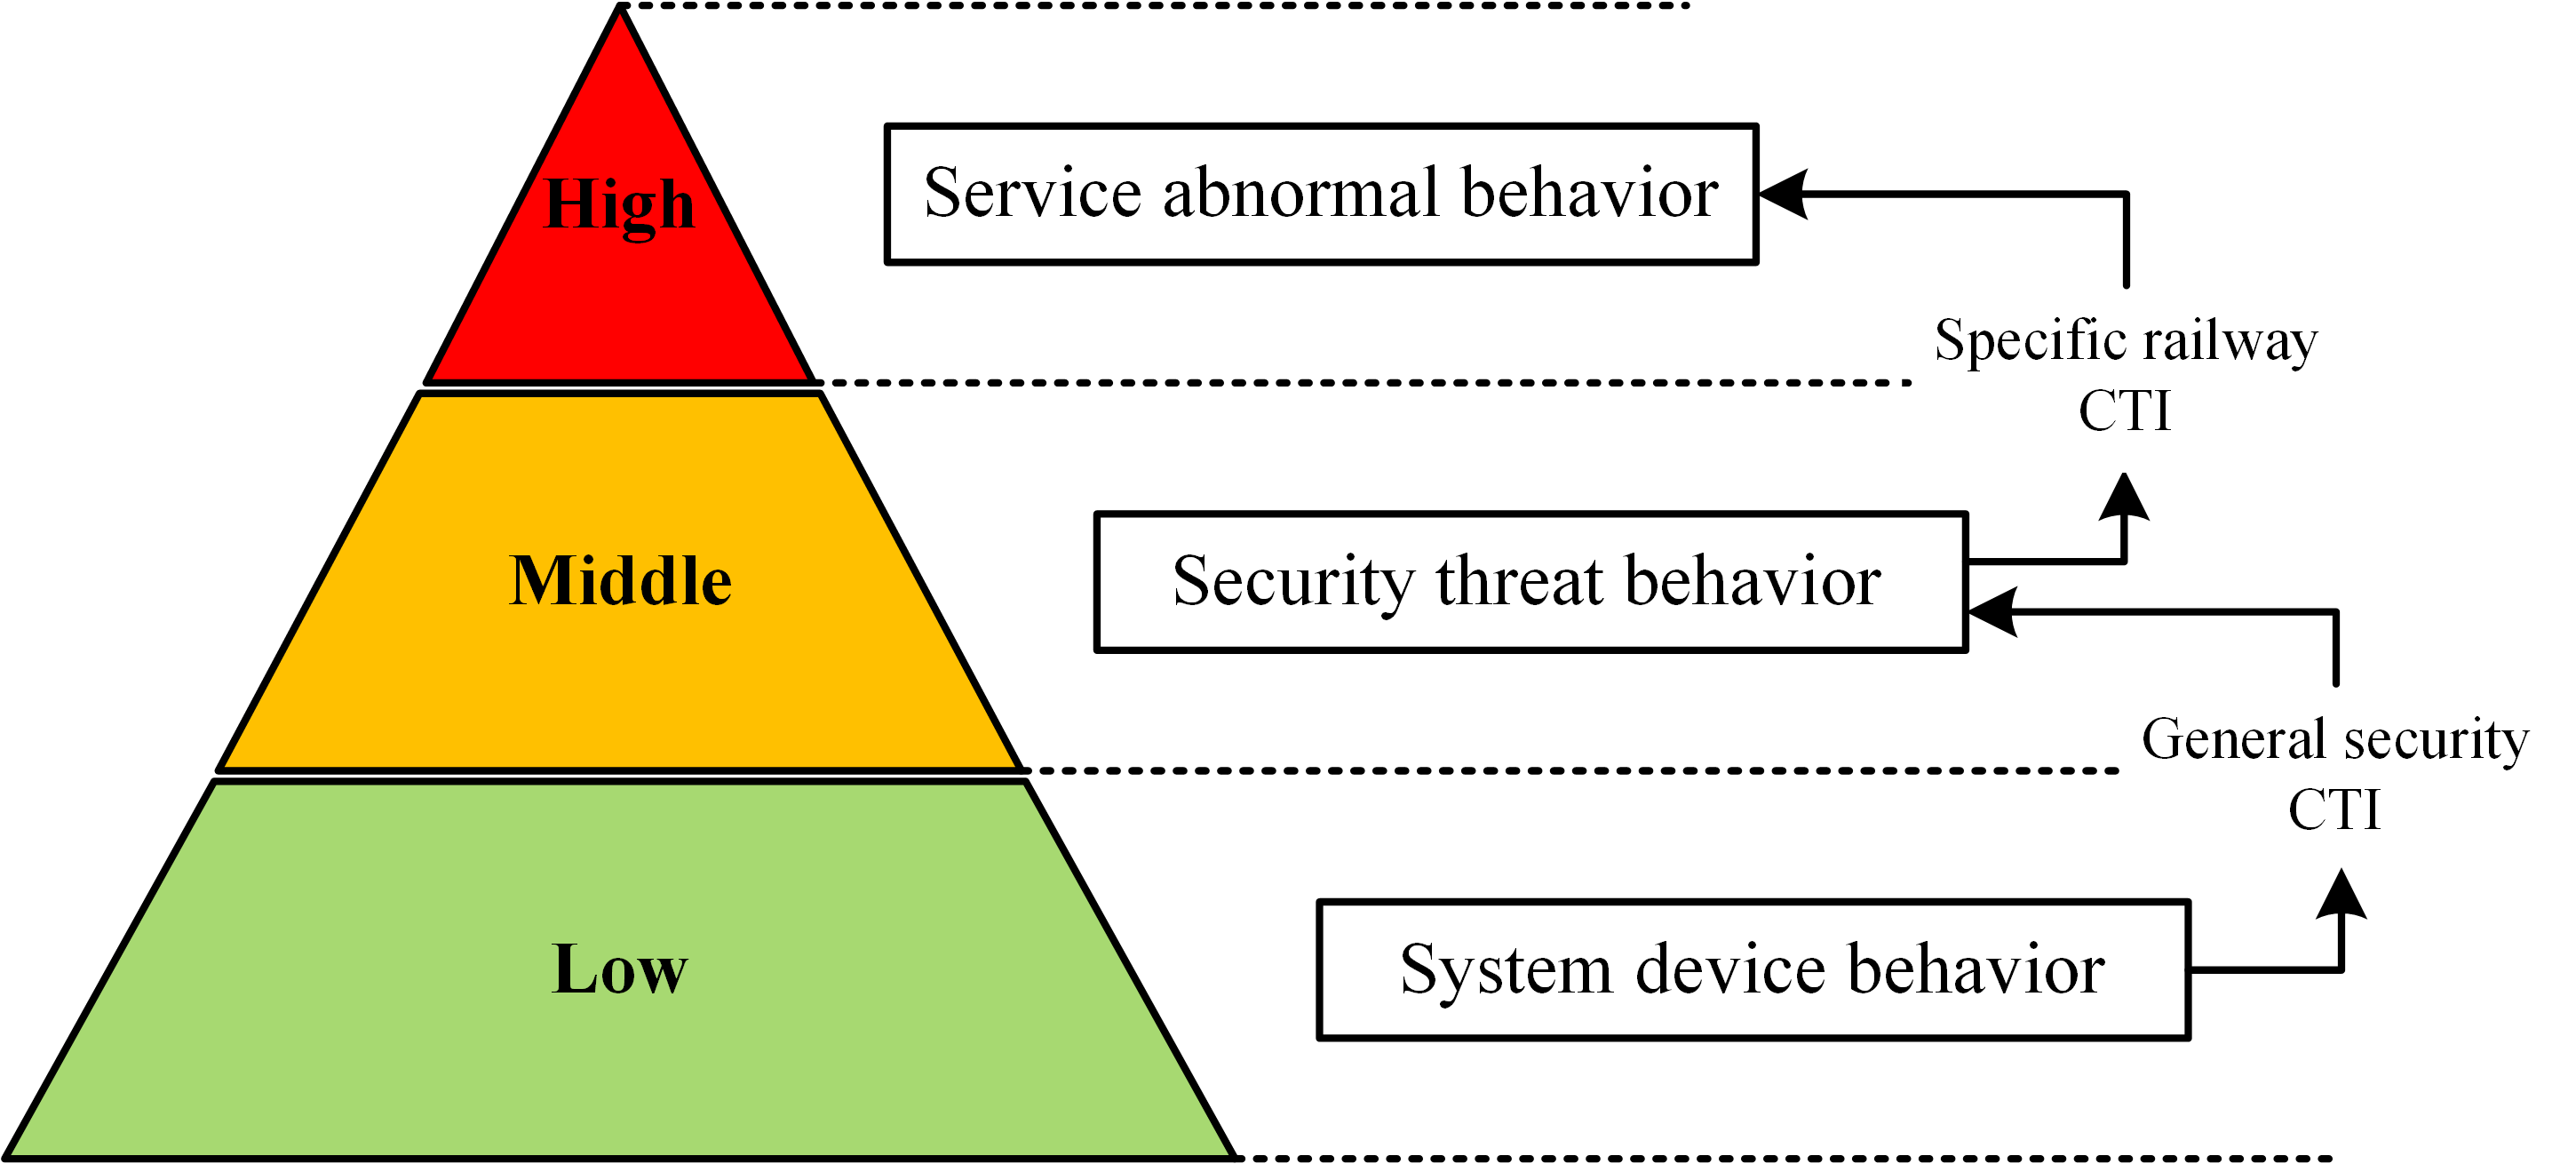 High
Service abnormal behavior
Specific railway
CTI
Middle
Security threat behavior
General security
CTI
Low
System device behavior